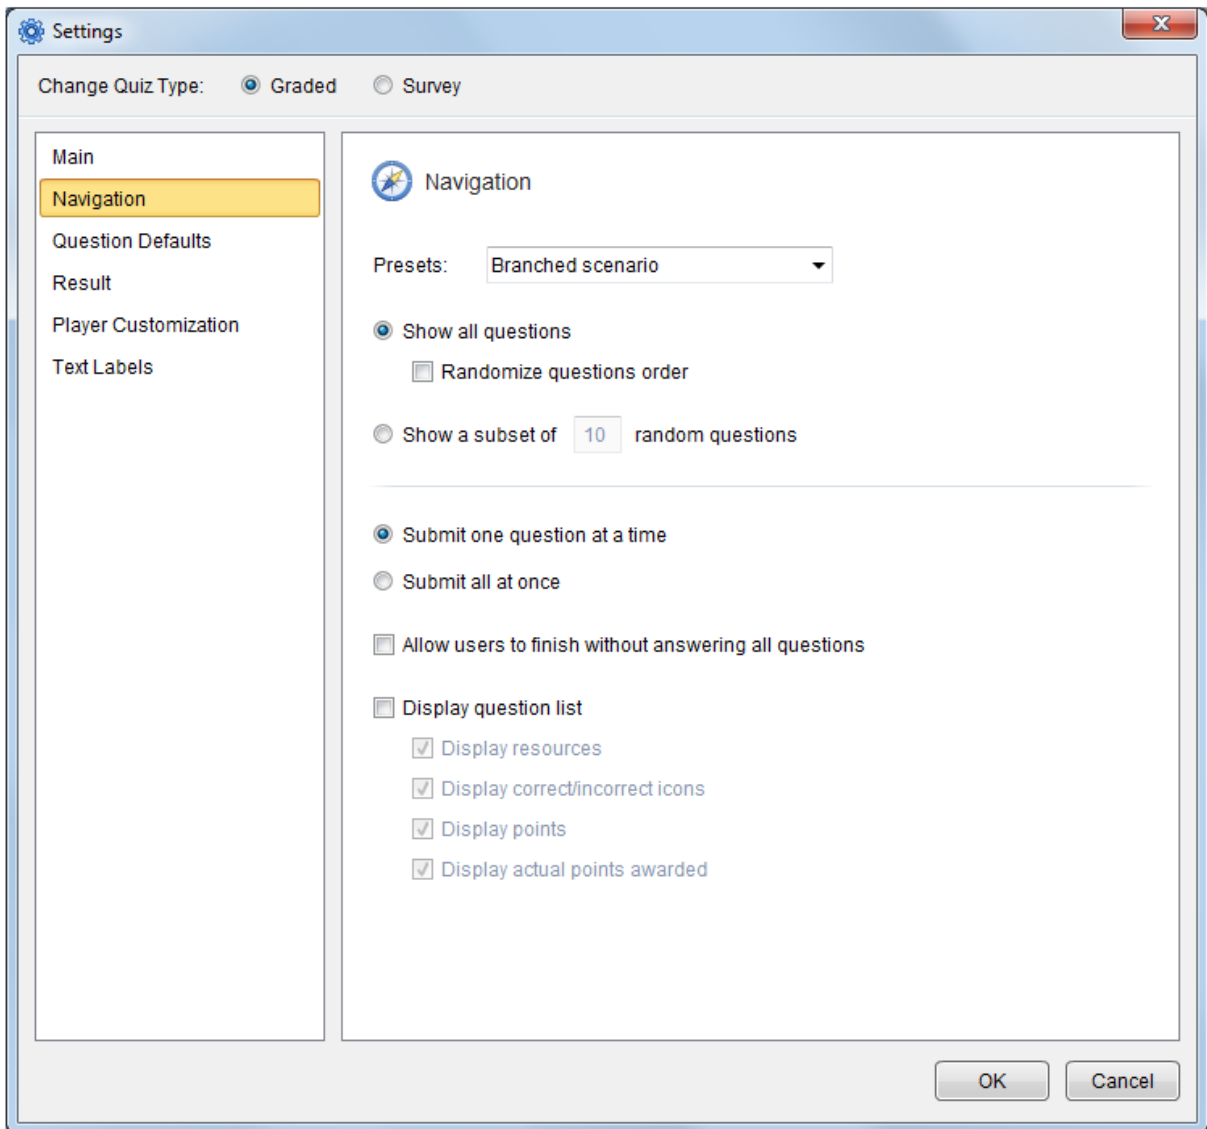 Settings
Change Quiz Type: Graded Survey
Main
Navigation
Question Defaults
Result
Player Customization
Text Labels
Navigation
Presets: Branched scenario
Show all questions
Randomize questions order
Show a subset of 10 random questions
Submit one question at a time
Submit all at once
Allow users to finish without answering all questions
Display question list
Display resources
Display correct/incorrect icons
Display points
Display actual points awarded
OK Cancel